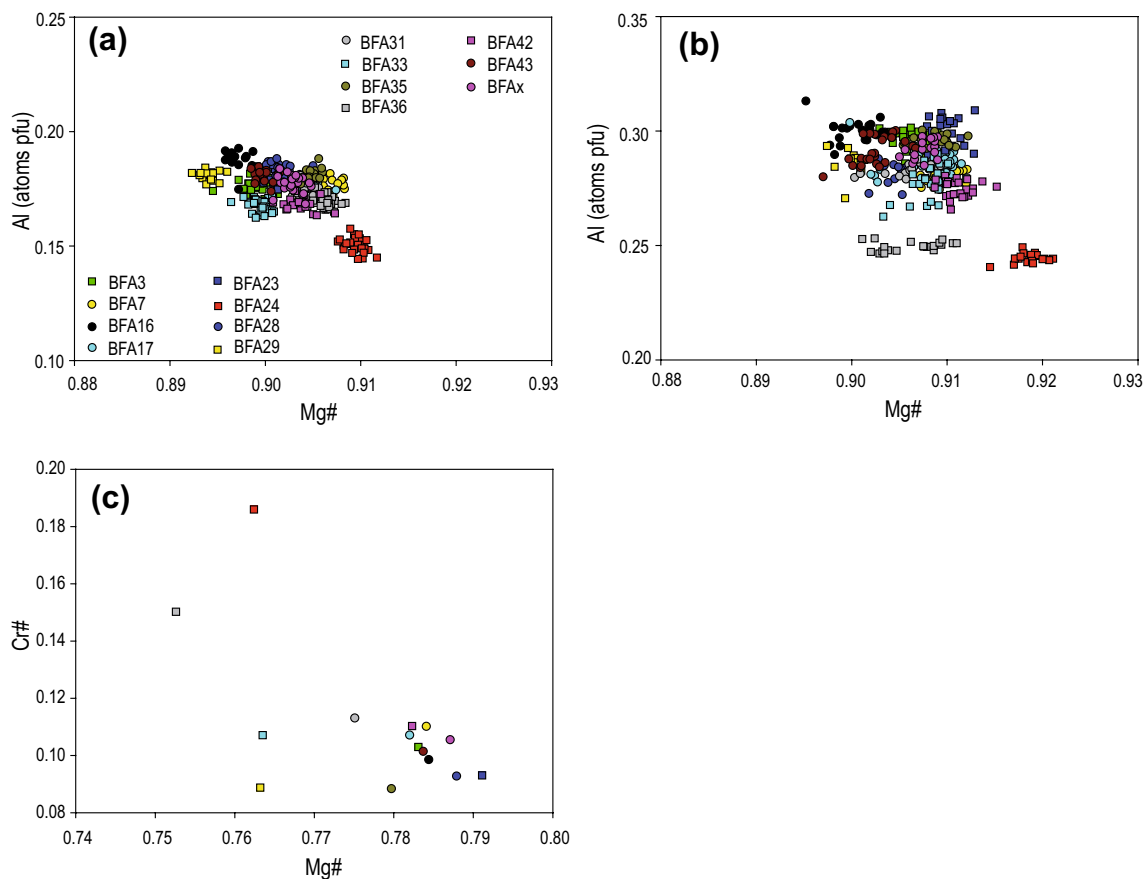 (a)
0.25
0.20
0.15
0.10
Al (atoms pfu)
BFA31
BFA33
BFA35
BFA36
BFA42
BFA43
BFAx
BFA3
BFA7
BFA16
BFA17
BFA23
BFA24
BFA28
BFA29
0.88 0.89 0.90 0.91 0.92 0.93
Mg#
(b)
0.35
0.30
0.25
0.20
Al (atoms pfu)
0.88 0.89 0.90 0.91 0.92 0.93
Mg#
(c)
0.20
0.18
0.16
0.14
0.12
0.10
0.08
Cr#
0.74 0.75 0.76 0.77 0.78 0.79 0.80
Mg#